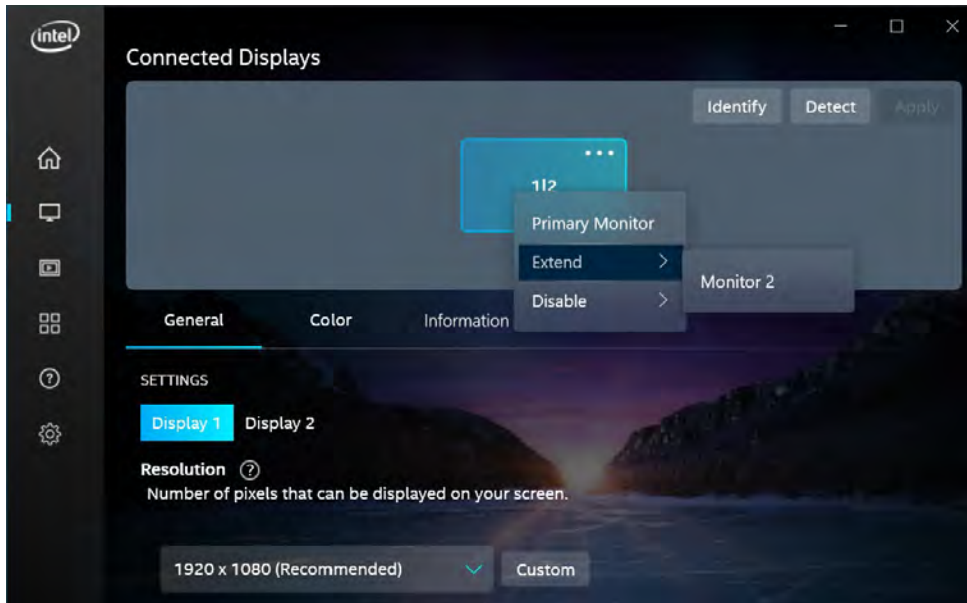 intel
Connected Displays
Identify
Detect
Apply
1|2
Primary Monitor
Extend
Monitor 2
Disable
General
Color
Information
SETTINGS
Display 1
Display 2
Resolution
Number of pixels that can be displayed on your screen.
1920 x 1080 (Recommended)
Custom